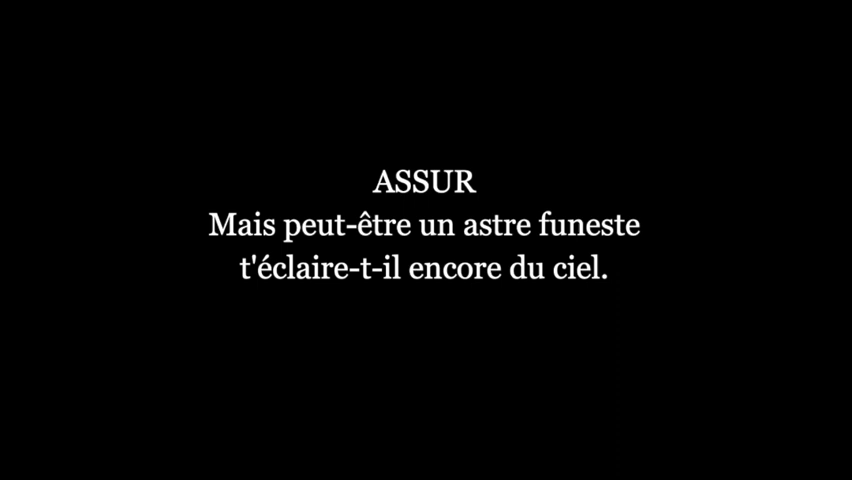 ASSUR
Mais peut-être un astre funeste
t'éclaire-t-il encore du ciel.